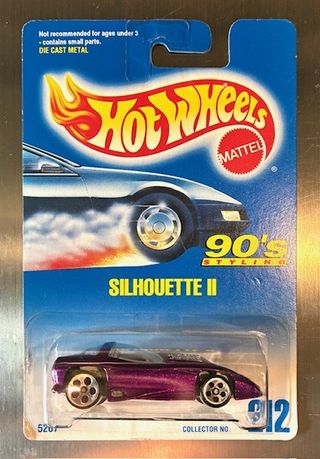 Not recommended for ages under 3
- contains small parts.
DIE CAST METAL
Hot Wheels
MATTEL
®
90's
STYLING
SILHOUETTE II
5267
COLLECTOR NO.
212